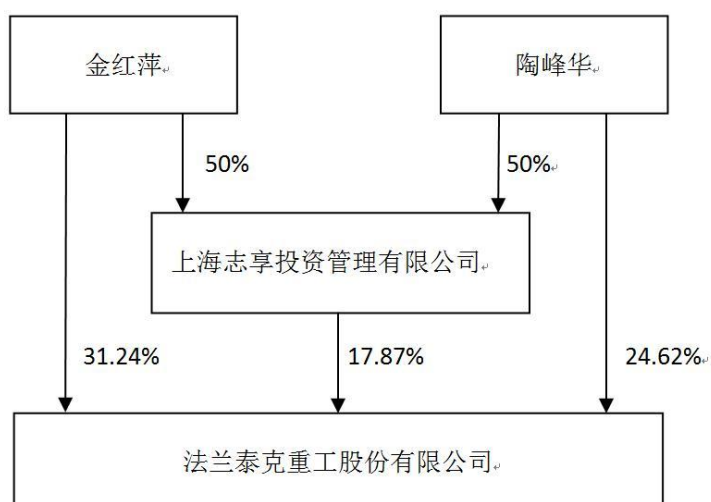 金红萍
陶峰华
50%
50%
上海志享投资管理有限公司
31.24%
17.87%
24.62%
法兰泰克重工股份有限公司